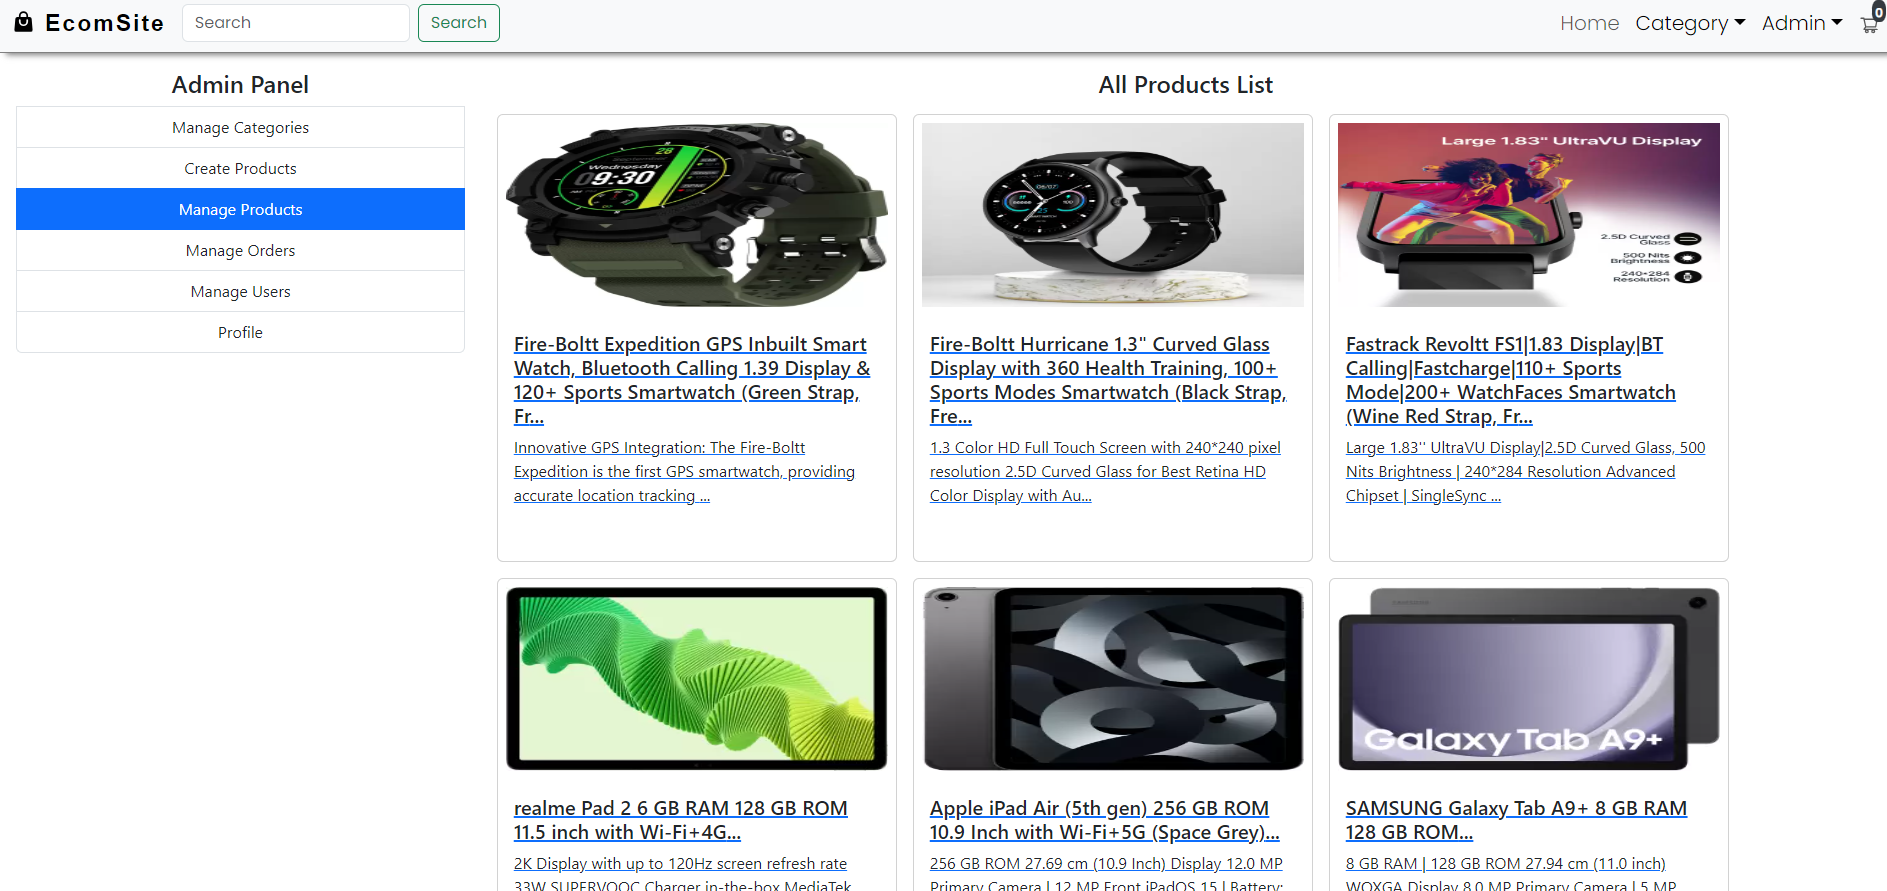 EcomSite
Search
Search
Home
Category
Admin
0
Admin Panel
Manage Categories
Create Products
Manage Products
Manage Orders
Manage Users
Profile
All Products List
28
Wednesday
09:30
06/07
25
100
Large 1.83" UltraVU Display
2.5D Curved
Glass
500 Nits
Brightness
240*284
Resolution
Fire-Boltt Expedition GPS Inbuilt Smart
Watch, Bluetooth Calling 1.39 Display &
120+ Sports Smartwatch (Green Strap,
Fr...
Innovative GPS Integration: The Fire-Boltt
Expedition is the first GPS smartwatch, providing
accurate location tracking ...
Fire-Boltt Hurricane 1.3" Curved Glass
Display with 360 Health Training, 100+
Sports Modes Smartwatch (Black Strap,
Fre...
1.3 Color HD Full Touch Screen with 240*240 pixel
resolution 2.5D Curved Glass for Best Retina HD
Color Display with Au...
Fastrack Revoltt FS1|1.83 Display|BT
Calling|Fastcharge|110+ Sports
Mode|200+ WatchFaces Smartwatch
(Wine Red Strap, Fr...
Large 1.83'' UltraVU Display|2.5D Curved Glass, 500
Nits Brightness | 240*284 Resolution Advanced
Chipset | SingleSync ...
Galaxy Tab A9+
realme Pad 2 6 GB RAM 128 GB ROM
11.5 inch with Wi-Fi+4G...
2K Display with up to 120Hz screen refresh rate
33W SUPERVOOC Charger in-the-box MediaTek
Apple iPad Air (5th gen) 256 GB ROM
10.9 Inch with Wi-Fi+5G (Space Grey)...
256 GB ROM 27.69 cm (10.9 Inch) Display 12.0 MP
Primary Camera | 12 MP Front iPadOS 15 | Battery:
SAMSUNG Galaxy Tab A9+ 8 GB RAM
128 GB ROM...
8 GB RAM | 128 GB ROM 27.94 cm (11.0 inch)
WQXGA Display 8.0 MP Primary Camera | 5 MP